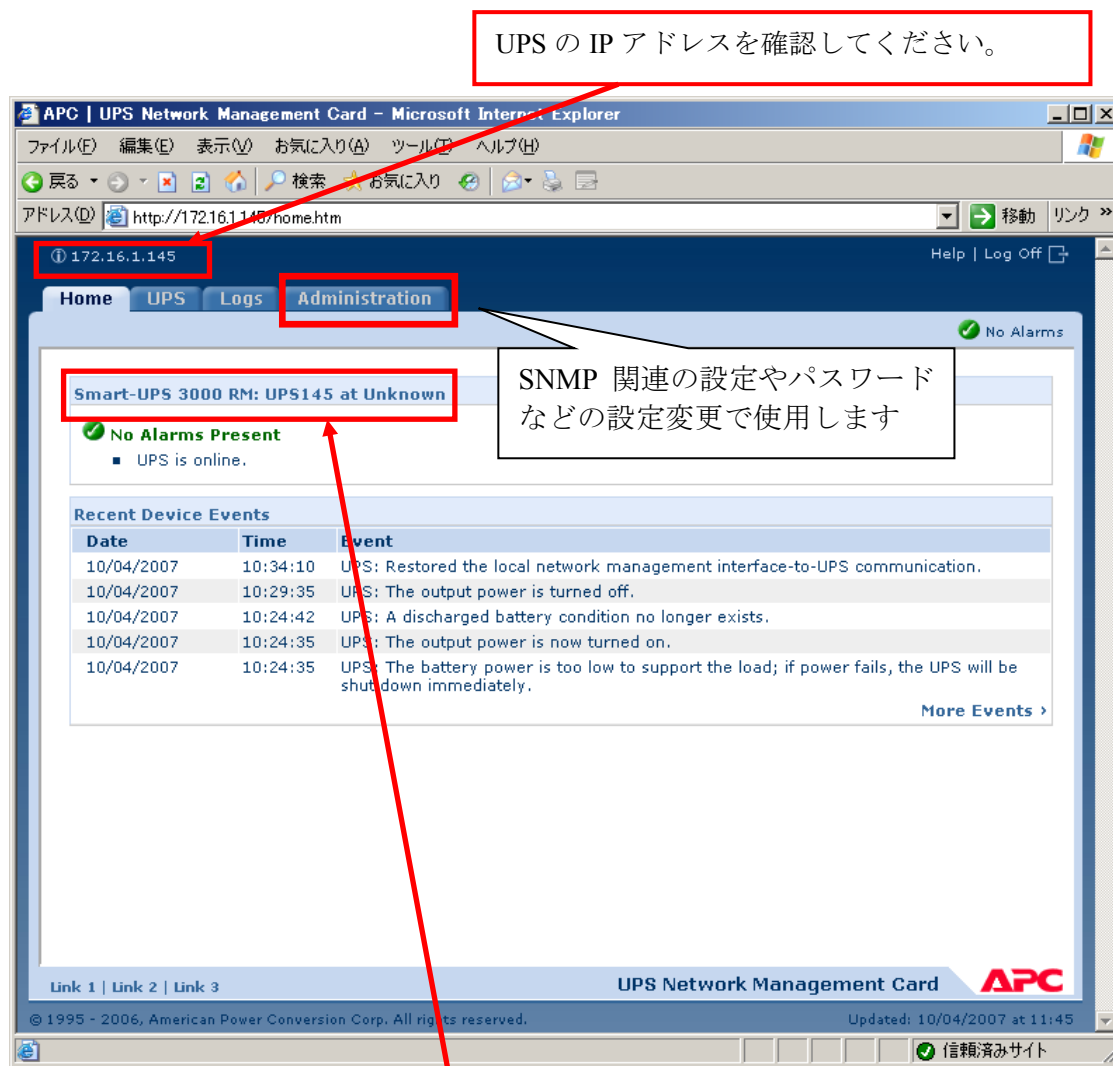 UPS の IP アドレスを確認してください。
APC | UPS Network Management Card - Microsoft Internet Explorer
ファイル(F) 編集(E) 表示(V) お気に入り(A) ツール(T) ヘルプ(H)
戻る 検索 お気に入り
アドレス(D) http://172.16.1.145/home.htm 移動 リンク »
172.16.1.145 Help | Log Off
Home UPS Logs Administration
No Alarms
SNMP 関連の設定やパスワード
などの設定変更で使用します
Smart-UPS 3000 RM: UPS145 at Unknown
No Alarms Present
UPS is online.
Recent Device Events
Date Time Event
10/04/2007 10:34:10 UPS: Restored the local network management interface-to-UPS communication.
10/04/2007 10:29:35 UPS: The output power is turned off.
10/04/2007 10:24:42 UPS: A discharged battery condition no longer exists.
10/04/2007 10:24:35 UPS: The output power is now turned on.
10/04/2007 10:24:35 UPS: The battery power is too low to support the load; if power fails, the UPS will be
shut down immediately.
More Events ›
Link 1 | Link 2 | Link 3 UPS Network Management Card APC
© 1995 - 2006, American Power Conversion Corp. All rights reserved. Updated: 10/04/2007 at 11:45
信頼済みサイト